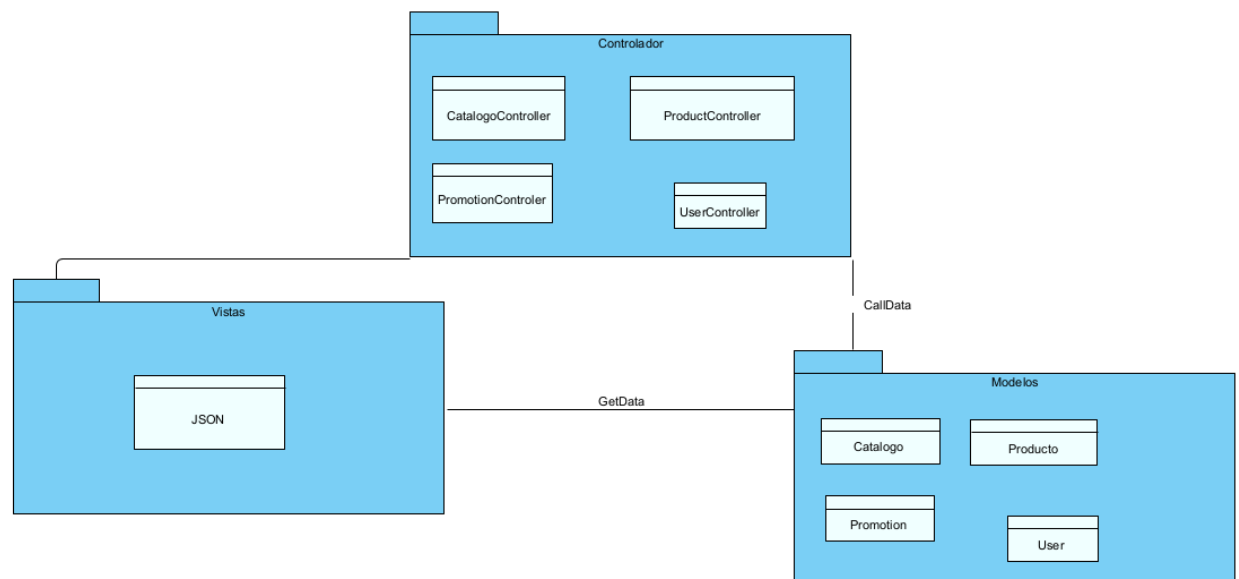 Controlador
CatalogoController
ProductController
PromotionControler
UserController
CallData
Vistas
JSON
GetData
Modelos
Catalogo
Producto
Promotion
User